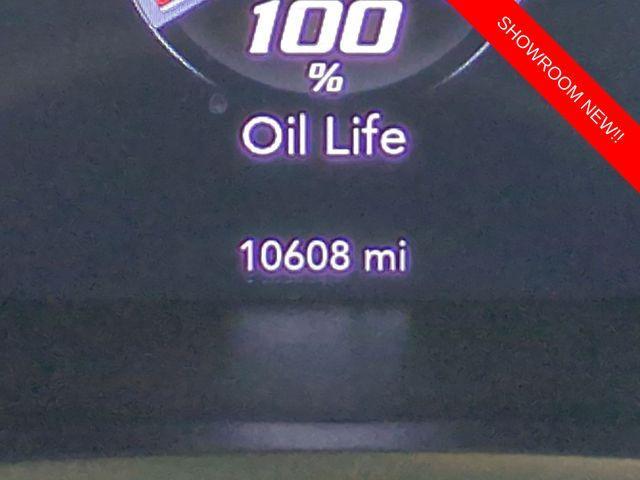 100
%
Oil Life
10608 mi
SHOWROOM NEW!!